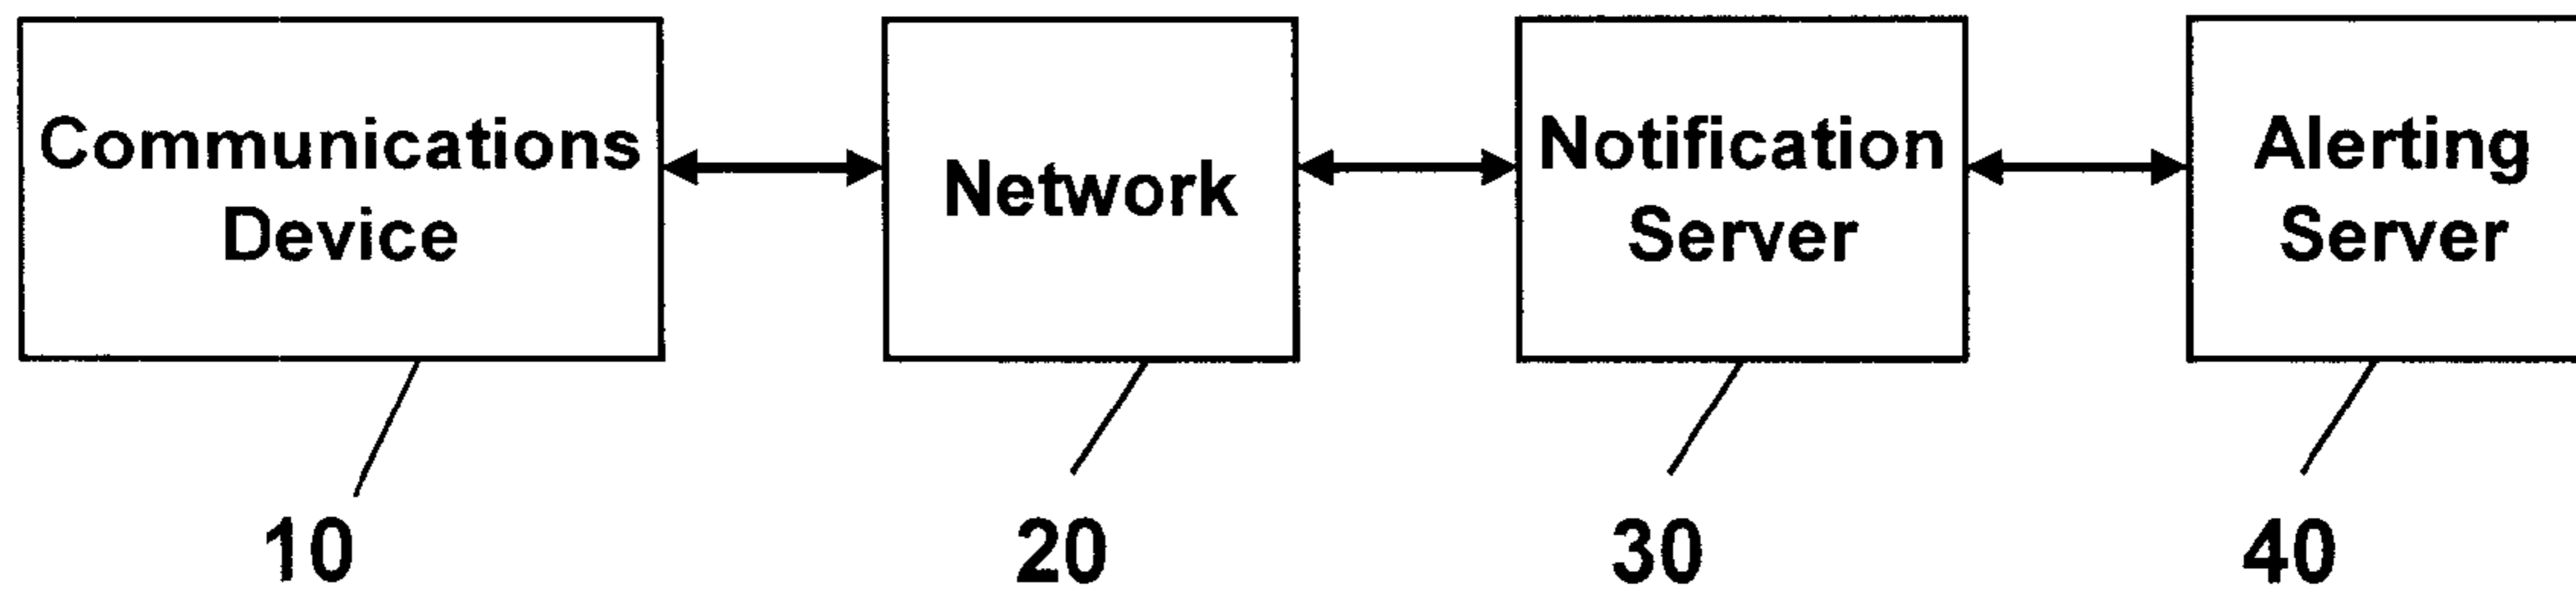 Communications
Device
Network
Notification
Server
Alerting
Server
10
20
30
40